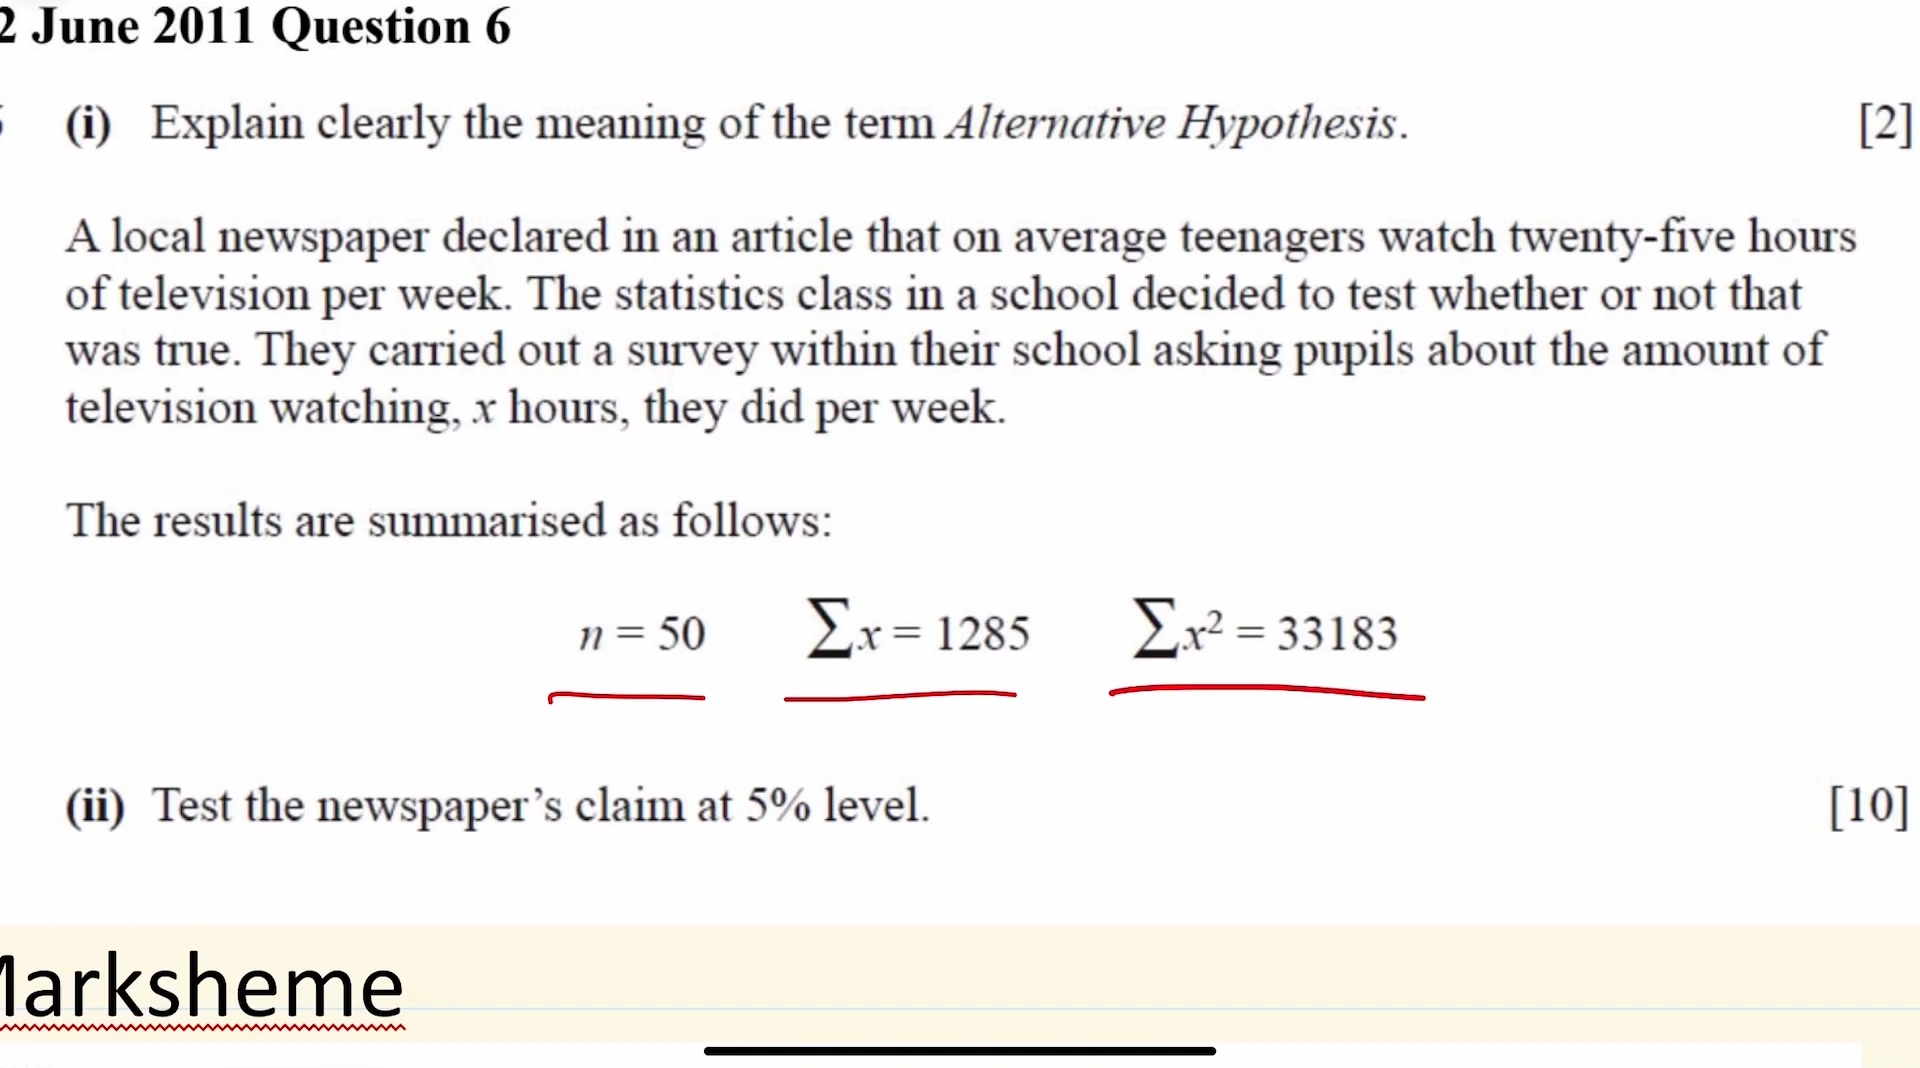 2 June 2011 Question 6
(i) Explain clearly the meaning of the term Alternative Hypothesis. [2]
A local newspaper declared in an article that on average teenagers watch twenty-five hours
of television per week. The statistics class in a school decided to test whether or not that
was true. They carried out a survey within their school asking pupils about the amount of
television watching, x hours, they did per week.
The results are summarised as follows:
n = 50 ∑x = 1285 ∑x² = 33183
(ii) Test the newspaper's claim at 5% level. [10]
Marksheme